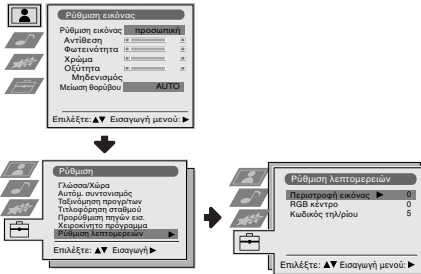 Ρύθμιση εικόνας
Ρύθμιση εικόνας προσωπική
Αντίθεση
Φωτεινότητα
Χρώμα
Οξύτητα
Μηδενισμός
Μείωση θορύβου AUTO
Επιλέξτε: ▲▼ Εισαγωγή μενού: ▶
Ρύθμιση
Γλώσσα/Χώρα
Αυτόμ. συντονισμός
Ταξινόμηση προγρ/των
Τιτλοφόρηση σταθμού
Προρύθμιση πηγών εισ.
Χειροκίνητο πρόγραμμα
Ρύθμιση λεπτομερειών ▶
Επιλέξτε: ▲▼ Εισαγωγή ▶
Ρύθμιση λεπτομερειών
Περιστροφή εικόνας ▶ 0
RGB κέντρο 0
Κωδικός τηλ/ρίου 5
Επιλέξτε: ▲▼ Εισαγωγή μενού: ▶